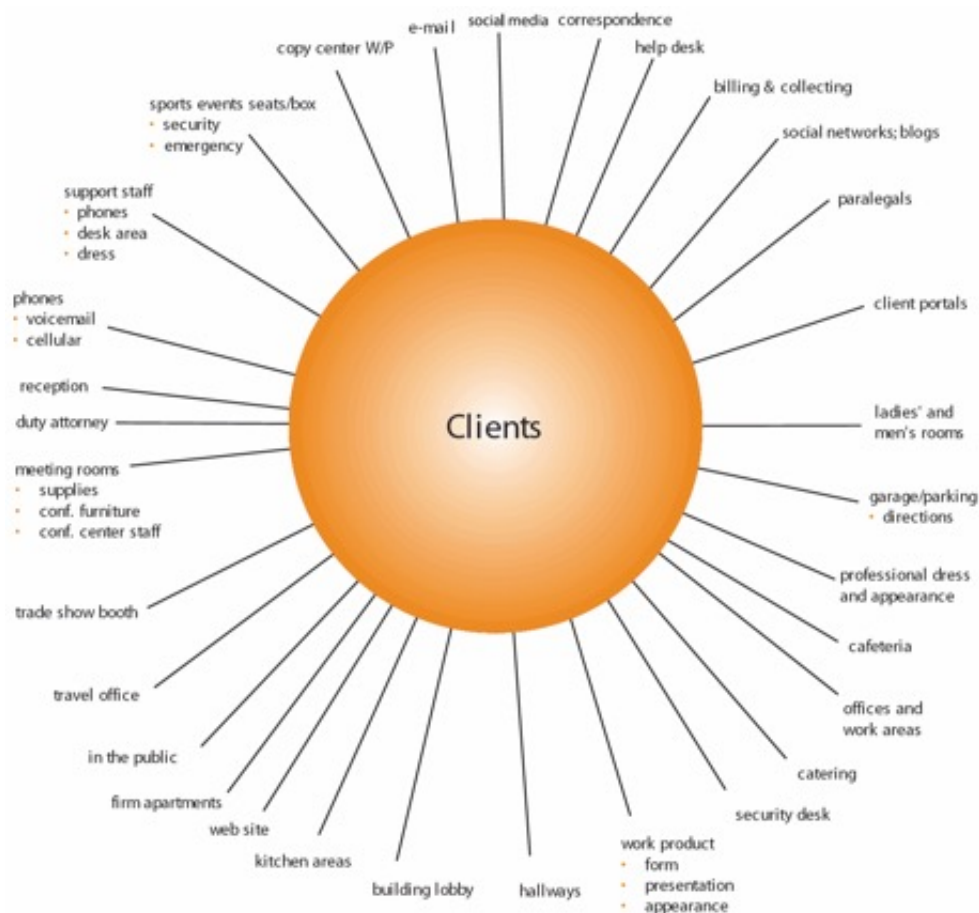 social media
correspondence
e-mail
help desk
copy center W/P
billing & collecting
sports events seats/box
• security
• emergency
social networks; blogs
support staff
• phones
• desk area
• dress
paralegals
phones
• voicemail
• cellular
client portals
reception
duty attorney
Clients
ladies' and
men's rooms
meeting rooms
• supplies
• conf. furniture
• conf. center staff
garage/parking
• directions
professional dress
and appearance
trade show booth
cafeteria
travel office
offices and
work areas
in the public
catering
firm apartments
security desk
web site
work product
• form
• presentation
• appearance
kitchen areas
building lobby
hallways